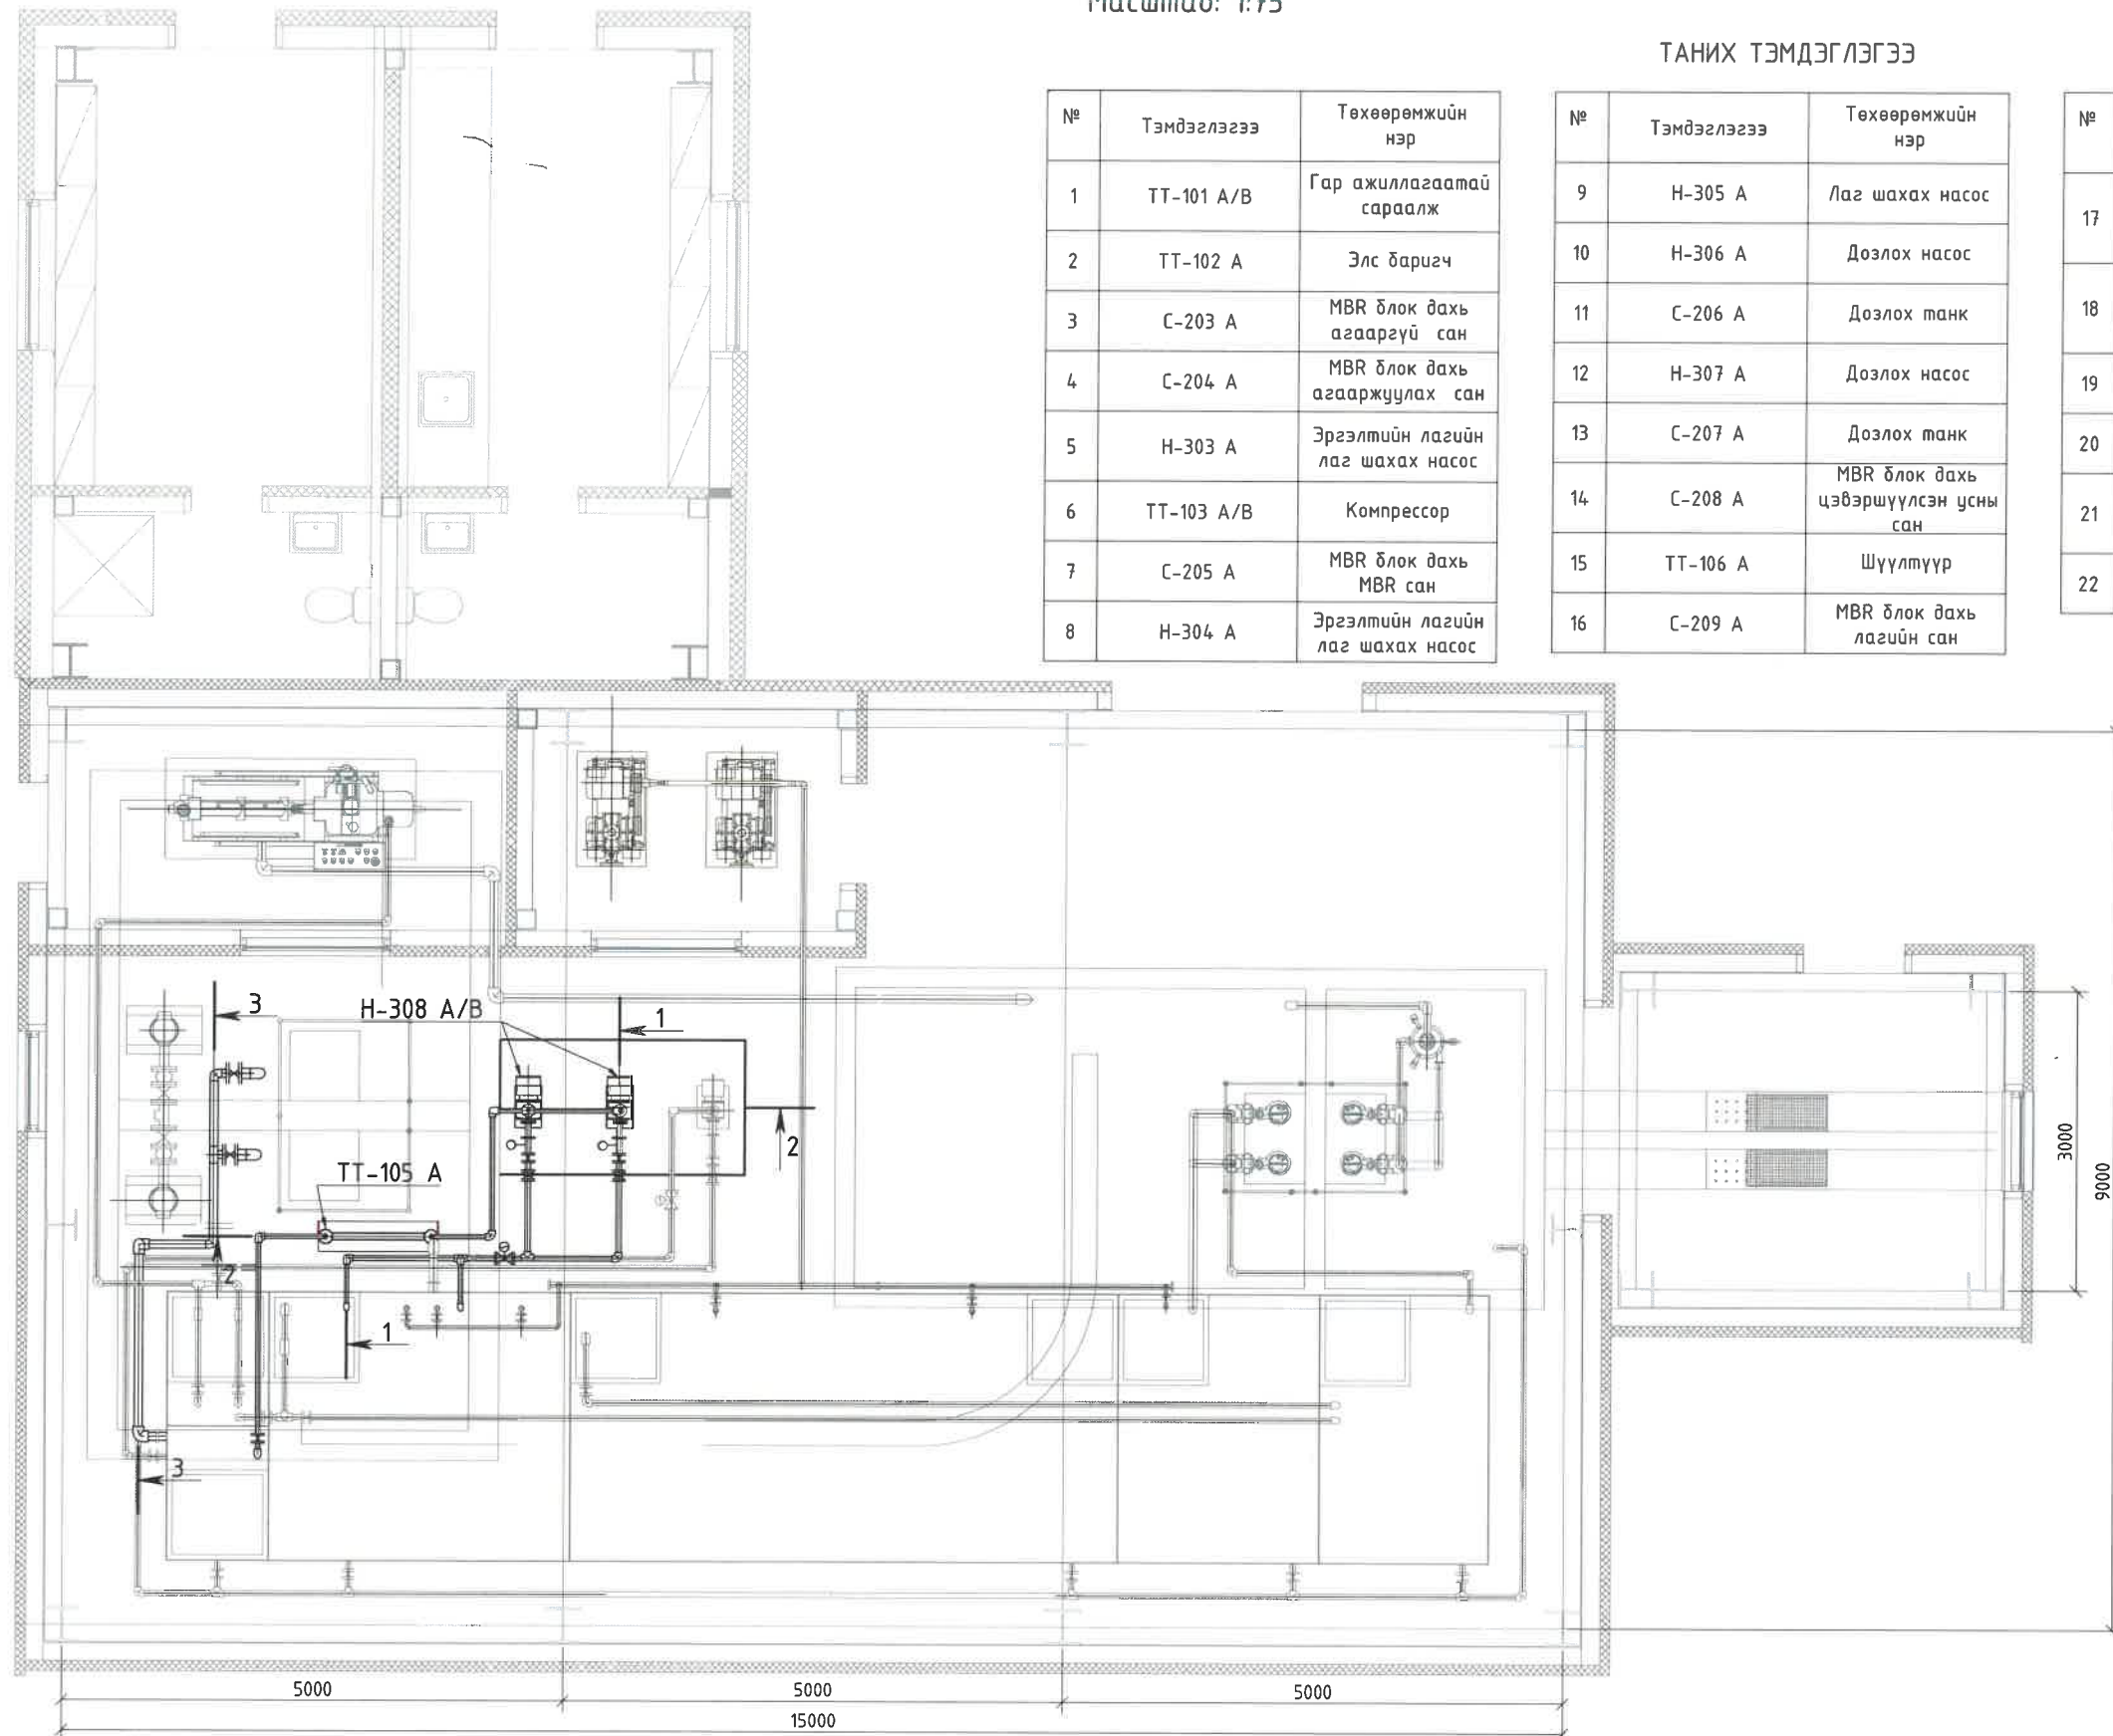 Масштаб: 1:75
ТАНИХ ТЭМДЭГЛЭГЭЭ
№ Тэмдэглэгээ Төхөөрөмжийн нэр
1 ТТ-101 А/В Гар ажиллагаатай сараалж
2 ТТ-102 А Элс баригч
3 С-203 А MBR блок дахь агааргүй сан
4 С-204 А MBR блок дахь агааржуулах сан
5 Н-303 А Эргэлтийн лагийн лаг шахах насос
6 ТТ-103 А/В Компрессор
7 С-205 А MBR блок дахь MBR сан
8 Н-304 А Эргэлтийн лагийн лаг шахах насос
№ Тэмдэглэгээ Төхөөрөмжийн нэр
9 Н-305 А Лаг шахах насос
10 Н-306 А Дозлох насос
11 С-206 А Дозлох танк
12 Н-307 А Дозлох насос
13 С-207 А Дозлох танк
14 С-208 А MBR блок дахь цэвэршүүлсэн усны сан
15 ТТ-106 А Шүүлтүүр
16 С-209 А MBR блок дахь лагийн сан
№
17
18
19
20
21
22
3
Н-308 А/В
1
2
ТТ-105 А
2
1
3
3000
9000
5000
5000
5000
15000